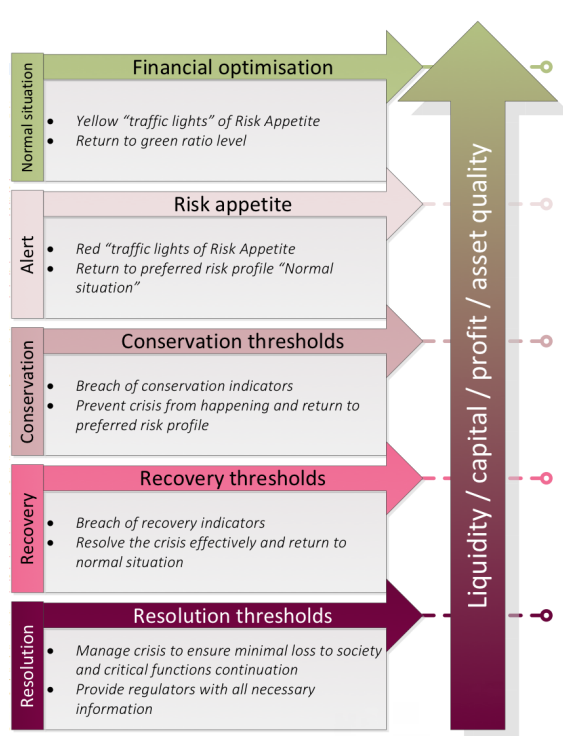 Normal situation
Financial optimisation
• Yellow “traffic lights” of Risk Appetite
• Return to green ratio level
Alert
Risk appetite
• Red “traffic lights of Risk Appetite
• Return to preferred risk profile “Normal
situation”
Conservation
Conservation thresholds
• Breach of conservation indicators
• Prevent crisis from happening and return to
preferred risk profile
Recovery
Recovery thresholds
• Breach of recovery indicators
• Resolve the crisis effectively and return to
normal situation
Resolution
Resolution thresholds
• Manage crisis to ensure minimal loss to society
and critical functions continuation
• Provide regulators with all necessary
information
Liquidity / capital / profit / asset quality